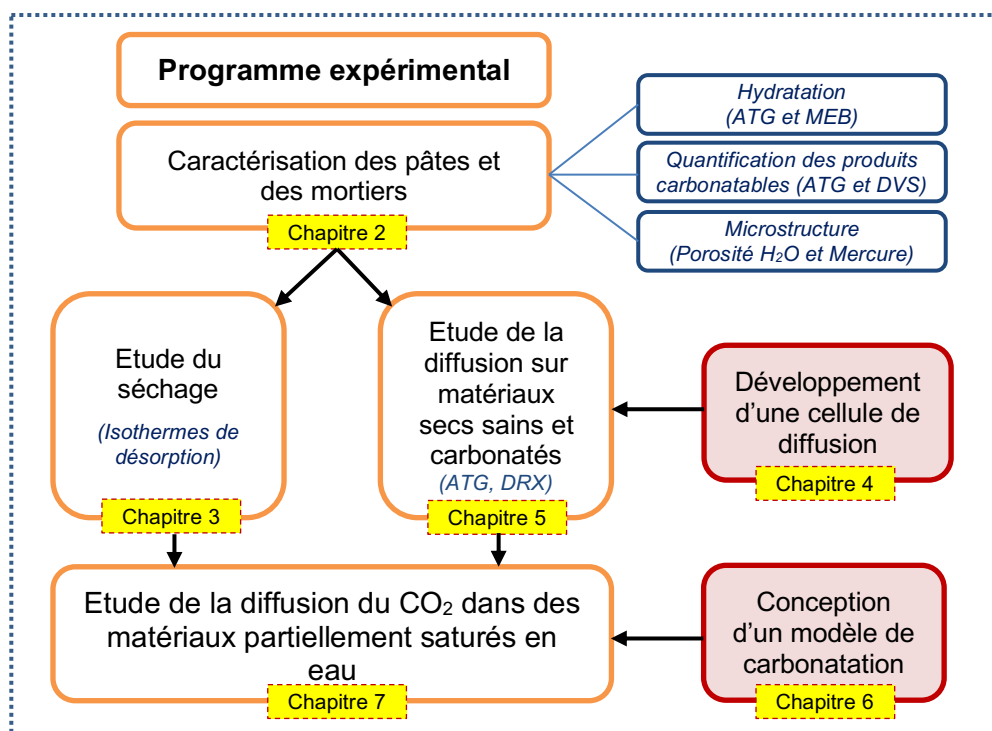 Programme expérimental
Hydratation
(ATG et MEB)
Caractérisation des pâtes et
des mortiers
Quantification des produits
carbonatables (ATG et DVS)
Chapitre 2
Microstructure
(Porosité H₂O et Mercure)
Etude du
séchage
(Isothermes de
désorption)
Chapitre 3
Etude de la
diffusion sur
matériaux
secs sains et
carbonatés
(ATG, DRX)
Chapitre 5
Développement
d’une cellule de
diffusion
Chapitre 4
Etude de la diffusion du CO₂ dans des
matériaux partiellement saturés en
eau
Chapitre 7
Conception
d’un modèle de
carbonatation
Chapitre 6